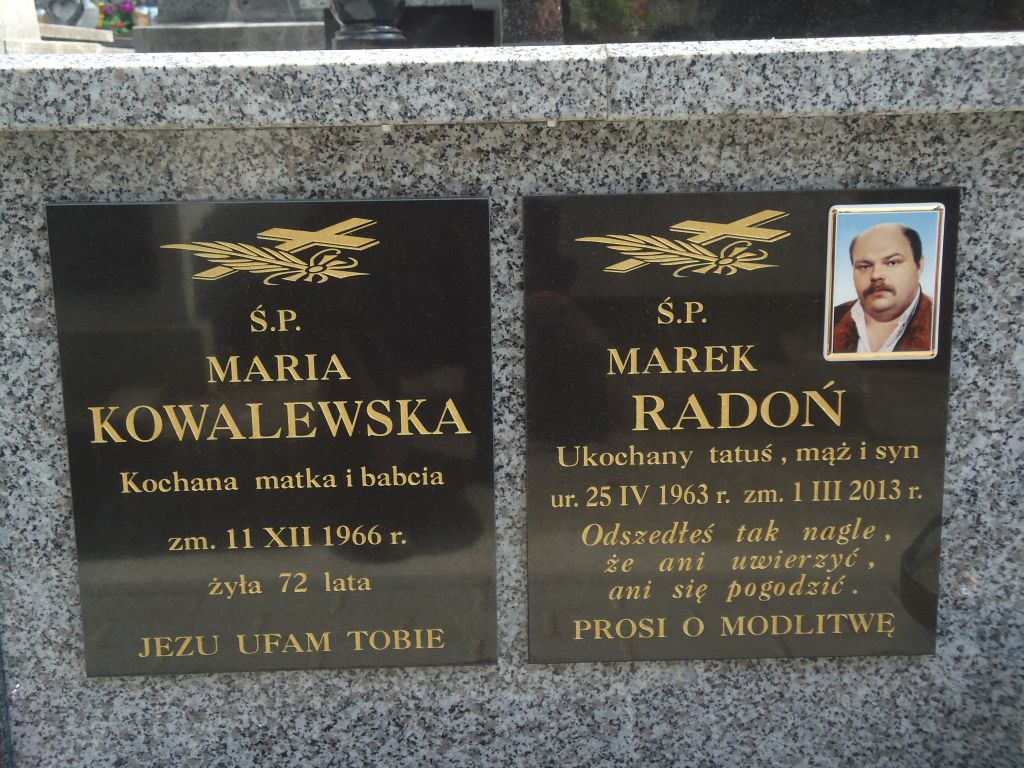 Ś.P.
MARIA
KOWALEWSKA
Kochana matka i babcia
zm. 11 XII 1966 r.
żyła 72 lata
JEZU UFAM TOBIE
Ś.P.
MAREK
RADOŃ
Ukochany tatuś, mąż i syn
ur. 25 IV 1963 r. zm. 1 III 2013 r.
Odszedłeś tak nagle,
że ani uwierzyć,
ani się pogodzić.
PROSI O MODLITWĘ